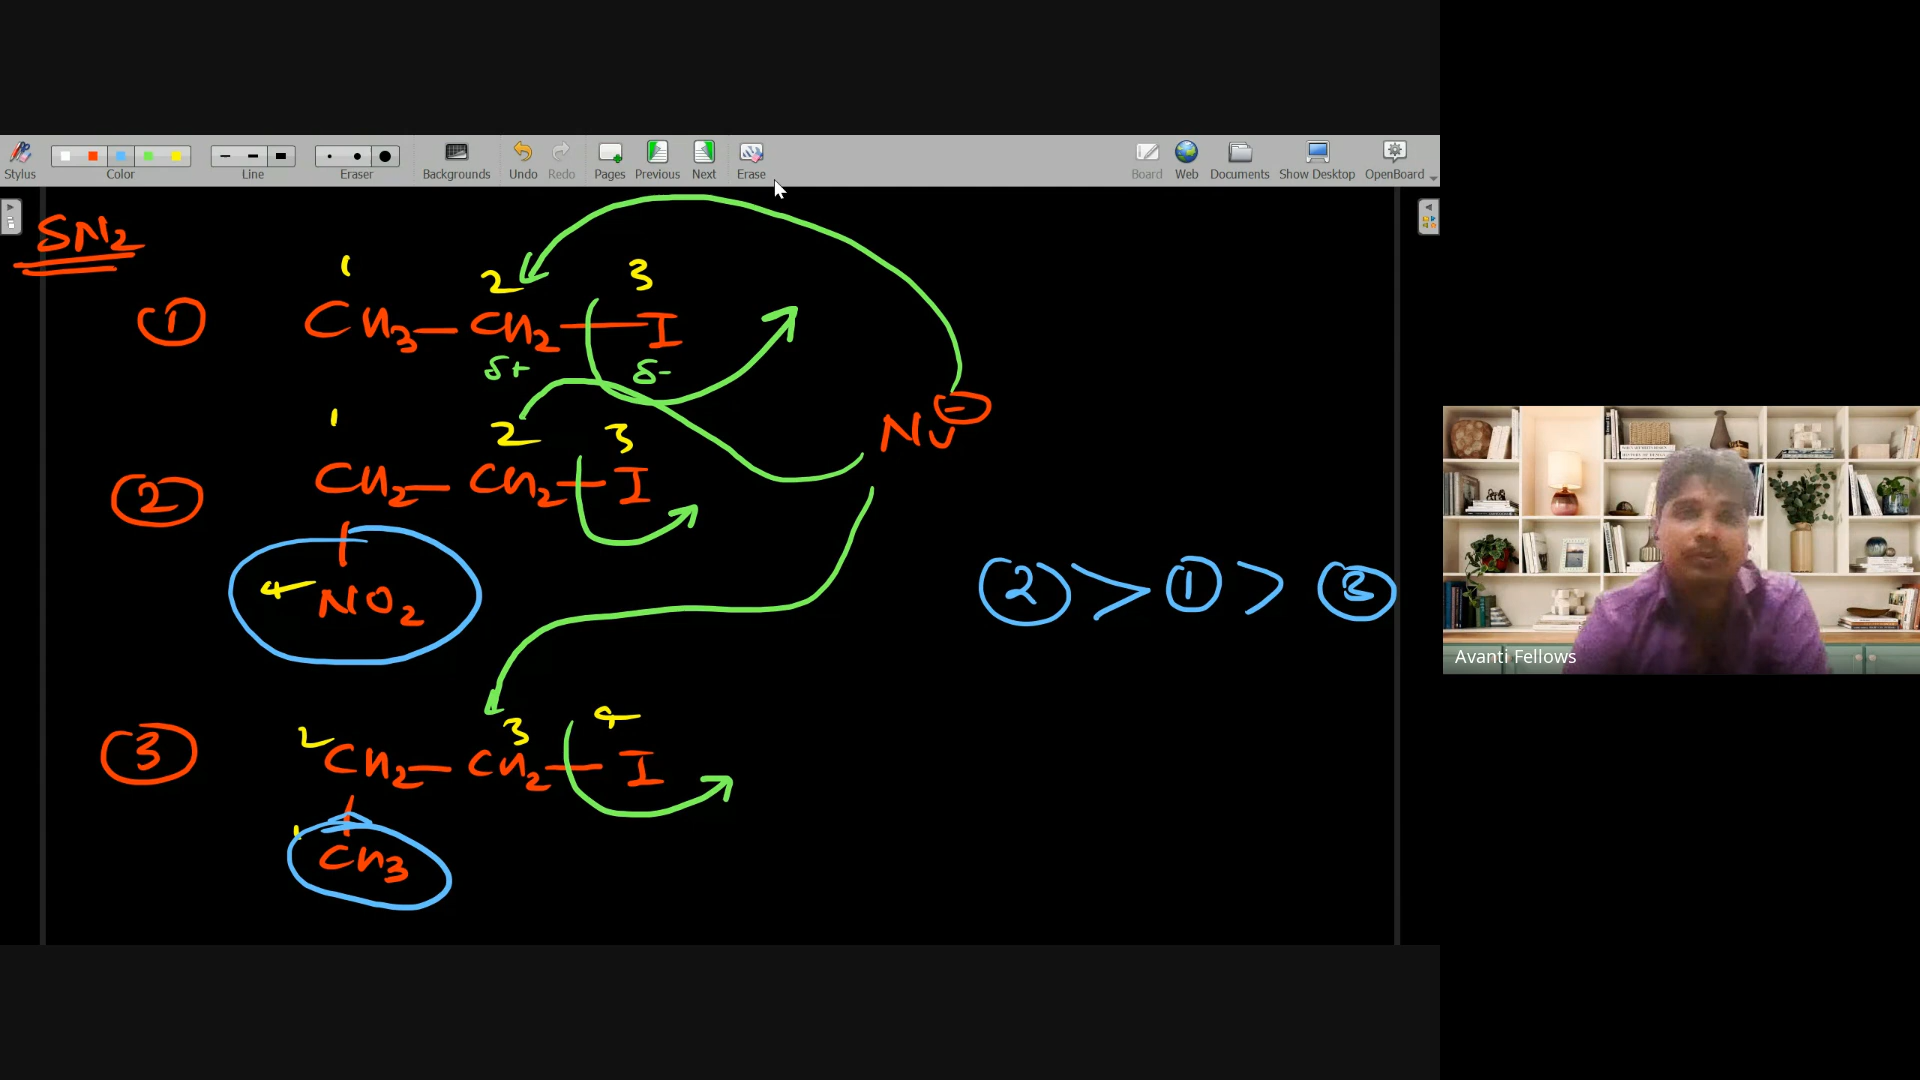 Stylus Color Line Eraser Backgrounds Undo Redo Pages Previous Next Erase Board Web Documents Show Desktop OpenBoard
SN2
1 2 3
① CH3—CH2—I
δ+ δ-
Nu⊖
1 2 3
② CH2—CH2—I
4 NO2
② > ① > ③
3 4
③ 2 CH2—CH2—I
1 CH3
Avanti Fellows